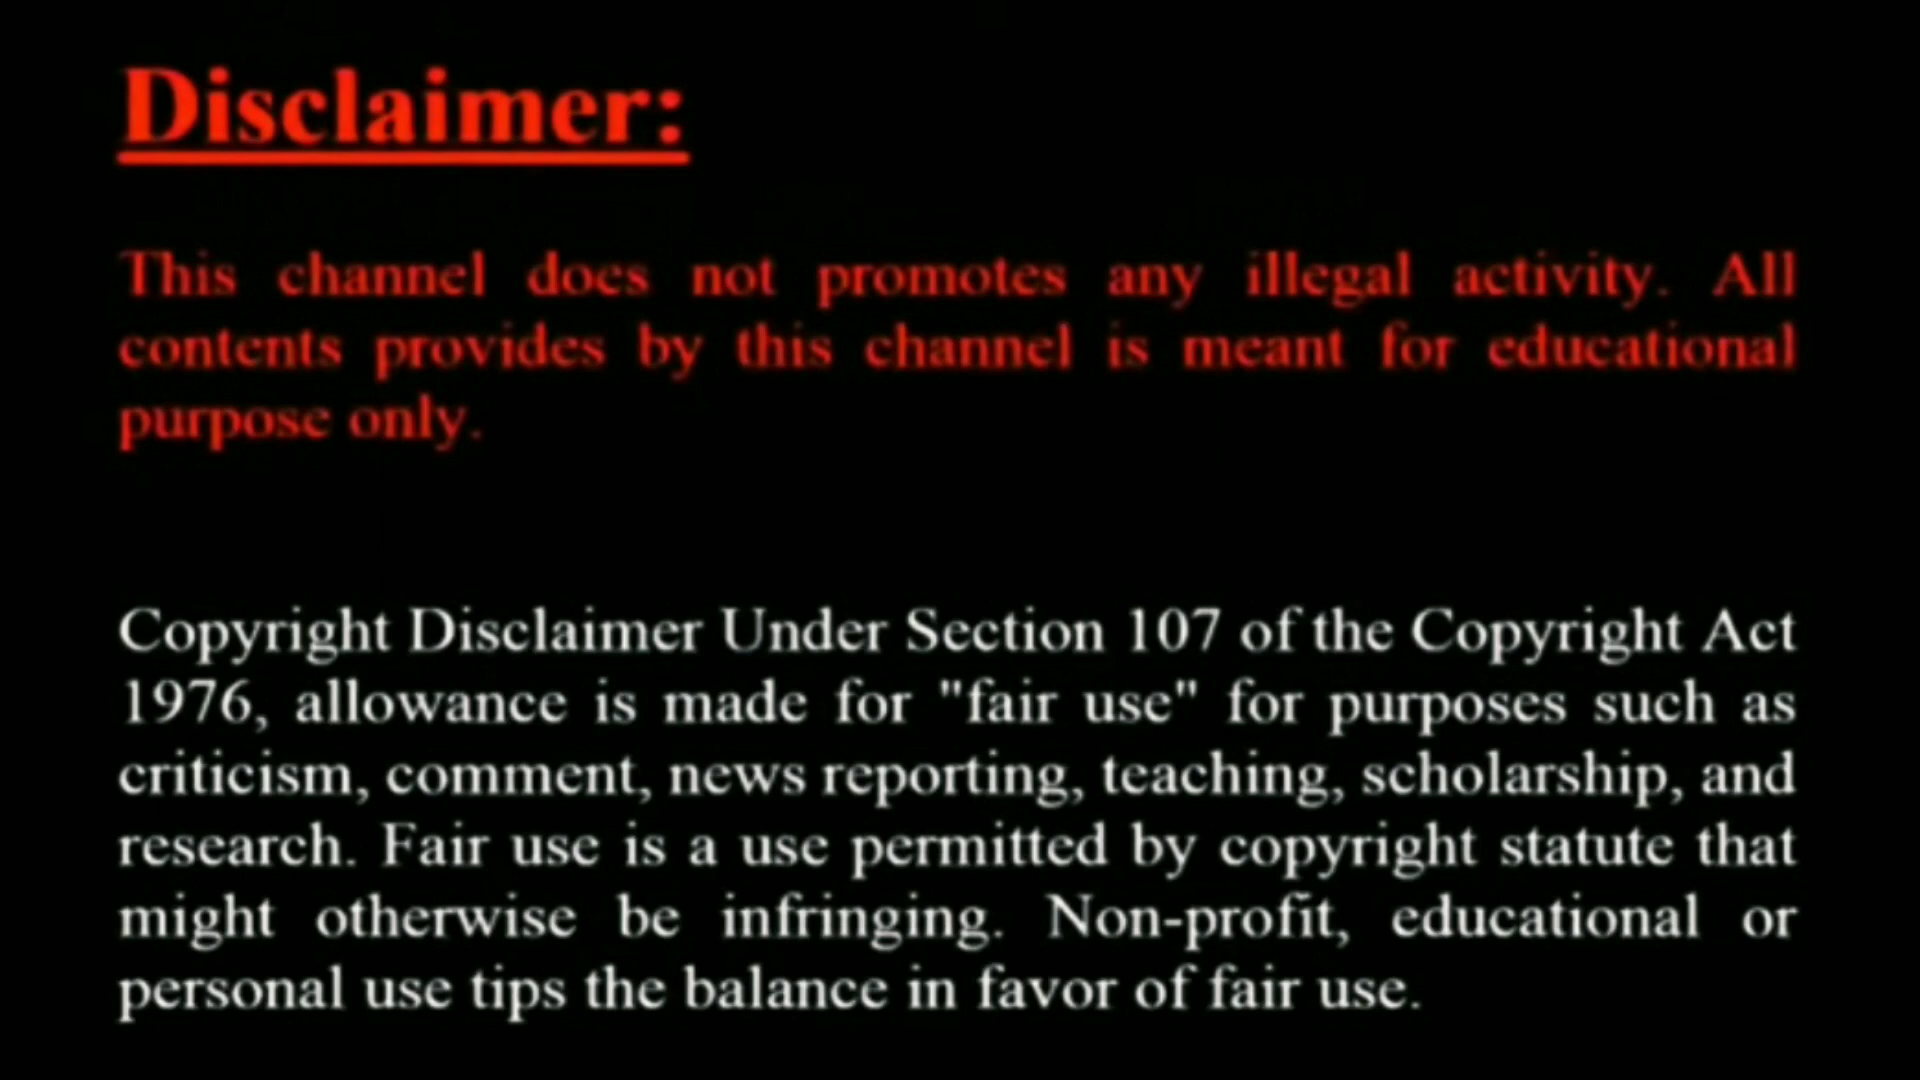 Disclaimer:
This channel does not promotes any illegal activity. All
contents provides by this channel is meant for educational
purpose only.
Copyright Disclaimer Under Section 107 of the Copyright Act
1976, allowance is made for "fair use" for purposes such as
criticism, comment, news reporting, teaching, scholarship, and
research. Fair use is a use permitted by copyright statute that
might otherwise be infringing. Non-profit, educational or
personal use tips the balance in favor of fair use.